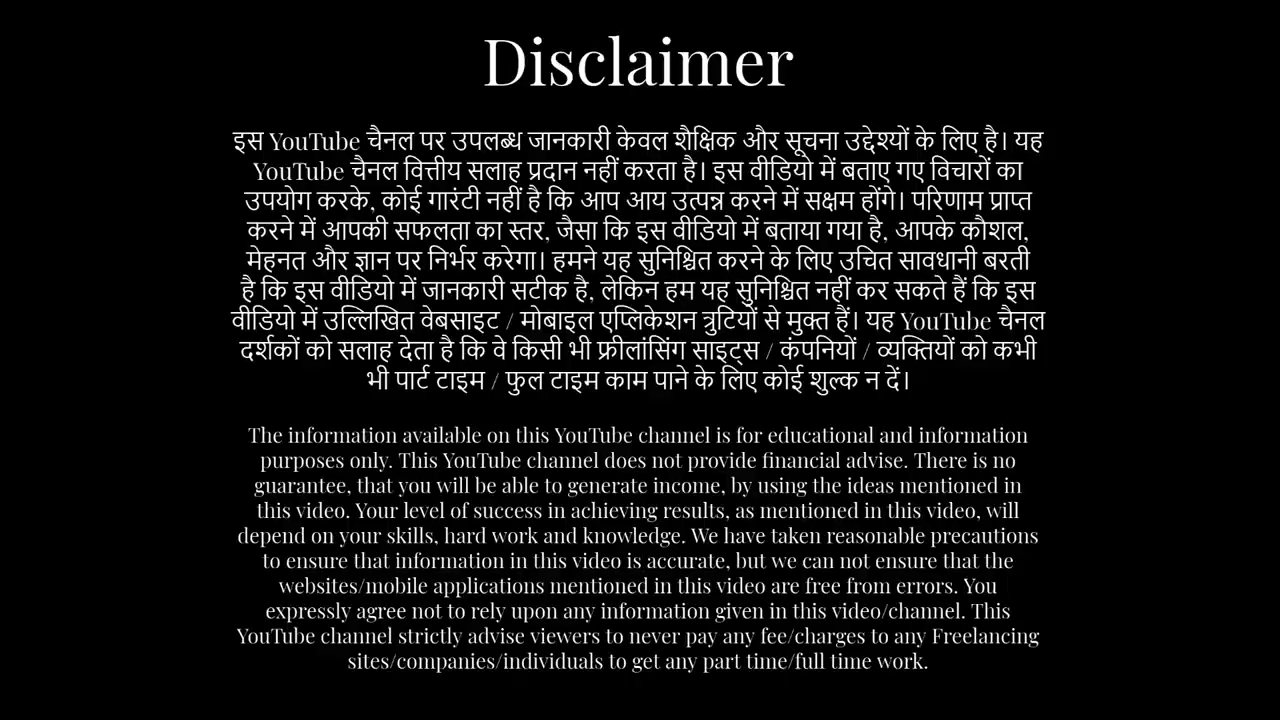 Disclaimer
इस YouTube चैनल पर उपलब्ध जानकारी केवल शैक्षिक और सूचना उद्देश्यों के लिए है। यह
YouTube चैनल वित्तीय सलाह प्रदान नहीं करता है। इस वीडियो में बताए गए विचारों का
उपयोग करके, कोई गारंटी नहीं है कि आप आय उत्पन्न करने में सक्षम होंगे। परिणाम प्राप्त
करने में आपकी सफलता का स्तर, जैसा कि इस वीडियो में बताया गया है, आपके कौशल,
मेहनत और ज्ञान पर निर्भर करेगा। हमने यह सुनिश्चित करने के लिए उचित सावधानी बरती
है कि इस वीडियो में जानकारी सटीक है, लेकिन हम यह सुनिश्चित नहीं कर सकते हैं कि इस
वीडियो में उल्लिखित वेबसाइट / मोबाइल एप्लिकेशन त्रुटियों से मुक्त हैं। यह YouTube चैनल
दर्शकों को सलाह देता है कि वे किसी भी फ्रीलांसिंग साइट्स / कंपनियों / व्यक्तियों को कभी
भी पार्ट टाइम / फुल टाइम काम पाने के लिए कोई शुल्क न दें।
The information available on this YouTube channel is for educational and information
purposes only. This YouTube channel does not provide financial advise. There is no
guarantee, that you will be able to generate income, by using the ideas mentioned in
this video. Your level of success in achieving results, as mentioned in this video, will
depend on your skills, hard work and knowledge. We have taken reasonable precautions
to ensure that information in this video is accurate, but we can not ensure that the
websites/mobile applications mentioned in this video are free from errors. You
expressly agree not to rely upon any information given in this video/channel. This
YouTube channel strictly advise viewers to never pay any fee/charges to any Freelancing
sites/companies/individuals to get any part time/full time work.